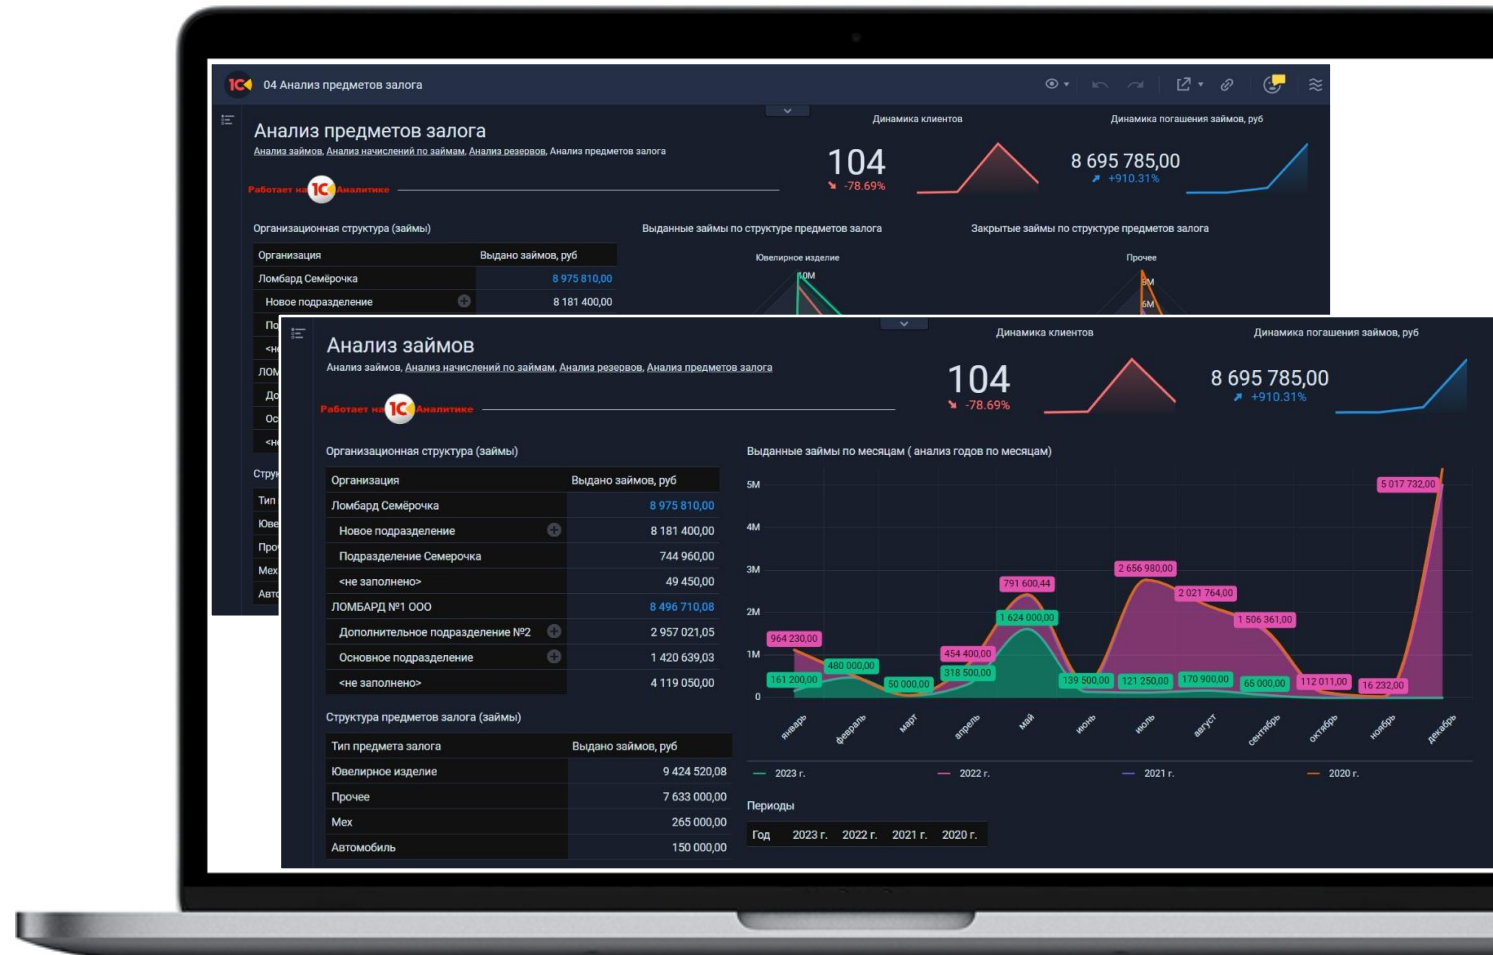 1С 04 Анализ предметов залога
Анализ предметов залога
Анализ займов, Анализ начислений по займам, Анализ резервов, Анализ предметов залога
Работает на 1С Аналитике
Динамика клиентов
104
-78.69%
Динамика погашения займов, руб
8 695 785,00
+910.31%
Организационная структура (займы)
Организация Выдано займов, руб
Ломбард Семёрочка 8 975 810,00
Новое подразделение 8 181 400,00
Выданные займы по структуре предметов залога
Ювелирное изделие
10M
Закрытые займы по структуре предметов залога
Прочее
6M
Тип
Анализ займов
Анализ займов, Анализ начислений по займам, Анализ резервов, Анализ предметов залога
Работает на 1С Аналитике
Динамика клиентов
104
-78.69%
Динамика погашения займов, руб
8 695 785,00
+910.31%
Организационная структура (займы)
Организация Выдано займов, руб
Ломбард Семёрочка 8 975 810,00
Новое подразделение 8 181 400,00
Подразделение Семерочка 744 960,00
<не заполнено> 49 450,00
ЛОМБАРД №1 ООО 8 496 710,08
Дополнительное подразделение №2 2 957 021,05
Основное подразделение 1 420 639,03
<не заполнено> 4 119 050,00
Структура предметов залога (займы)
Тип предмета залога Выдано займов, руб
Ювелирное изделие 9 424 520,08
Прочее 7 633 000,00
Мех 265 000,00
Автомобиль 150 000,00
Выданные займы по месяцам ( анализ годов по месяцам)
5M
5 017 732,00
4M
3M
2 656 980,00
791 600,44
2 021 764,00
2M
1 624 000,00
1 506 361,00
964 230,00
1M
454 400,00
480 000,00
318 500,00
161 200,00
50 000,00
139 500,00
121 250,00
170 900,00
65 000,00
112 011,00
16 232,00
0
январь февраль март апрель май июнь июль август сентябрь октябрь ноябрь декабрь
2023 г. 2022 г. 2021 г. 2020 г.
Периоды
Год 2023 г. 2022 г. 2021 г. 2020 г.